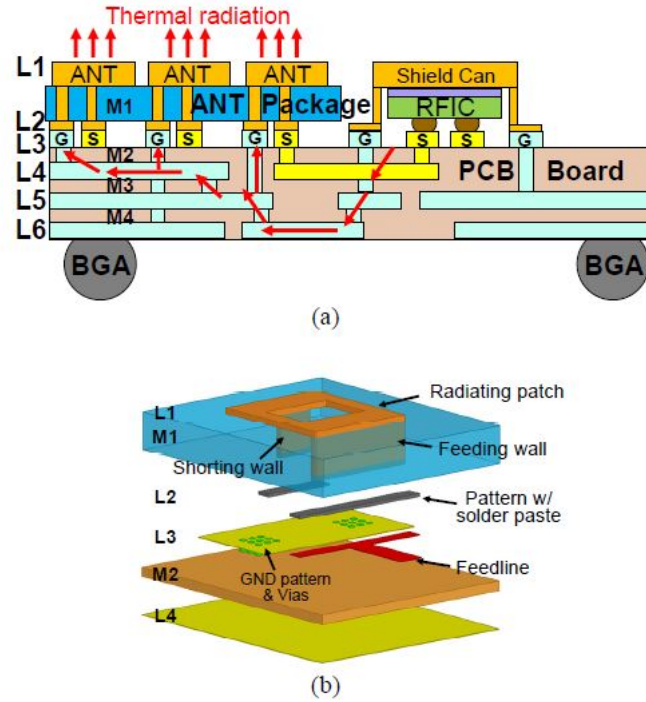 Thermal radiation
L1 ANT ANT ANT Shield Can
M1 ANT Package RFIC
L2
L3 G S G S G S G S S G
M2
L4 PCB Board
M3
L5
M4
L6
BGA BGA
(a)
Radiating patch
L1
M1
Shorting wall Feeding wall
L2 Pattern w/
solder paste
L3
GND pattern
& Vias
Feedline
M2
L4
(b)